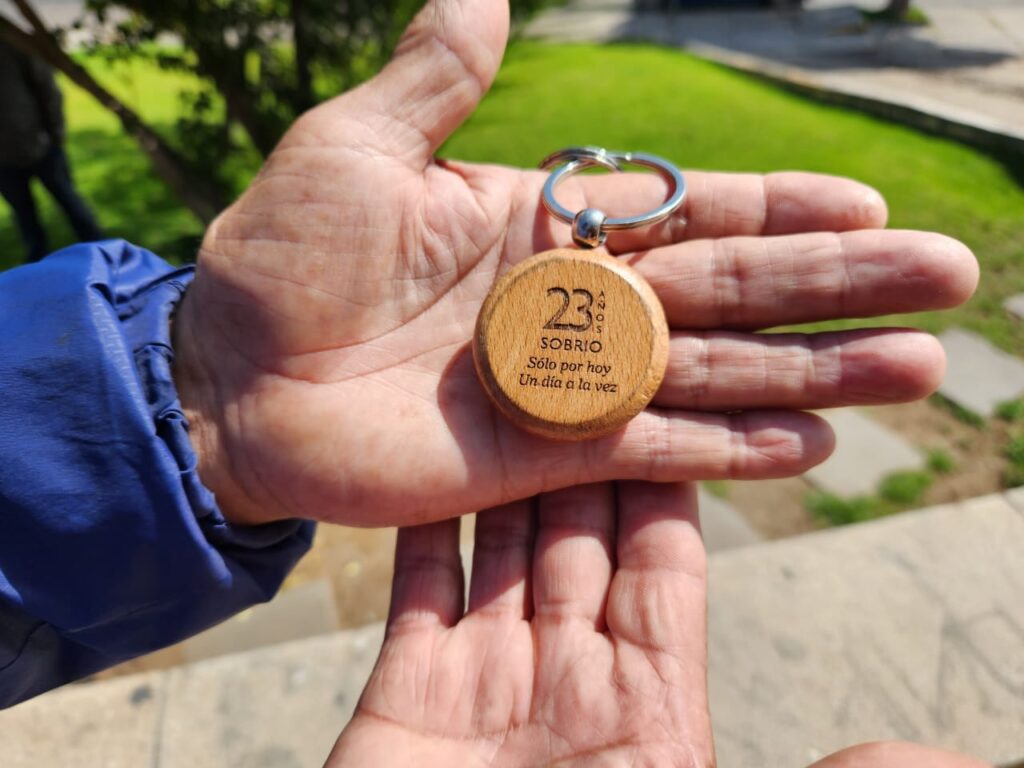 23 AÑOS
SOBRIO
Sólo por hoy
Un día a la vez